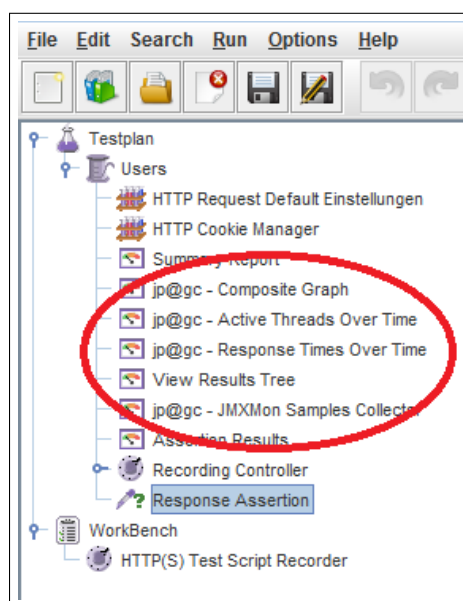 File Edit Search Run Options Help
Testplan
Users
HTTP Request Default Einstellungen
HTTP Cookie Manager
Summary Report
jp@gc - Composite Graph
jp@gc - Active Threads Over Time
jp@gc - Response Times Over Time
View Results Tree
jp@gc - JMXMon Samples Collector
Assertion Results
Recording Controller
Response Assertion
WorkBench
HTTP(S) Test Script Recorder